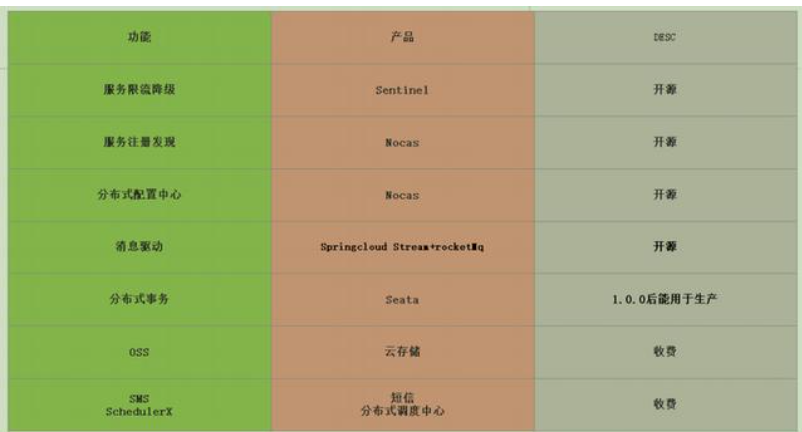 功能 产品 DESC
服务限流降级 Sentinel 开源
服务注册发现 Nocas 开源
分布式配置中心 Nocas 开源
消息驱动 Springcloud Stream+rocketMq 开源
分布式事务 Seata 1.0.0后能用于生产
OSS 云存储 收费
SMS 短信
SchedulerX 分布式调度中心 收费